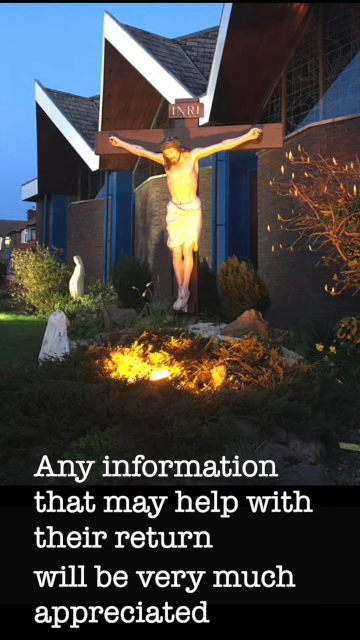 INRI
Any information
that may help with
their return
will be very much
appreciated